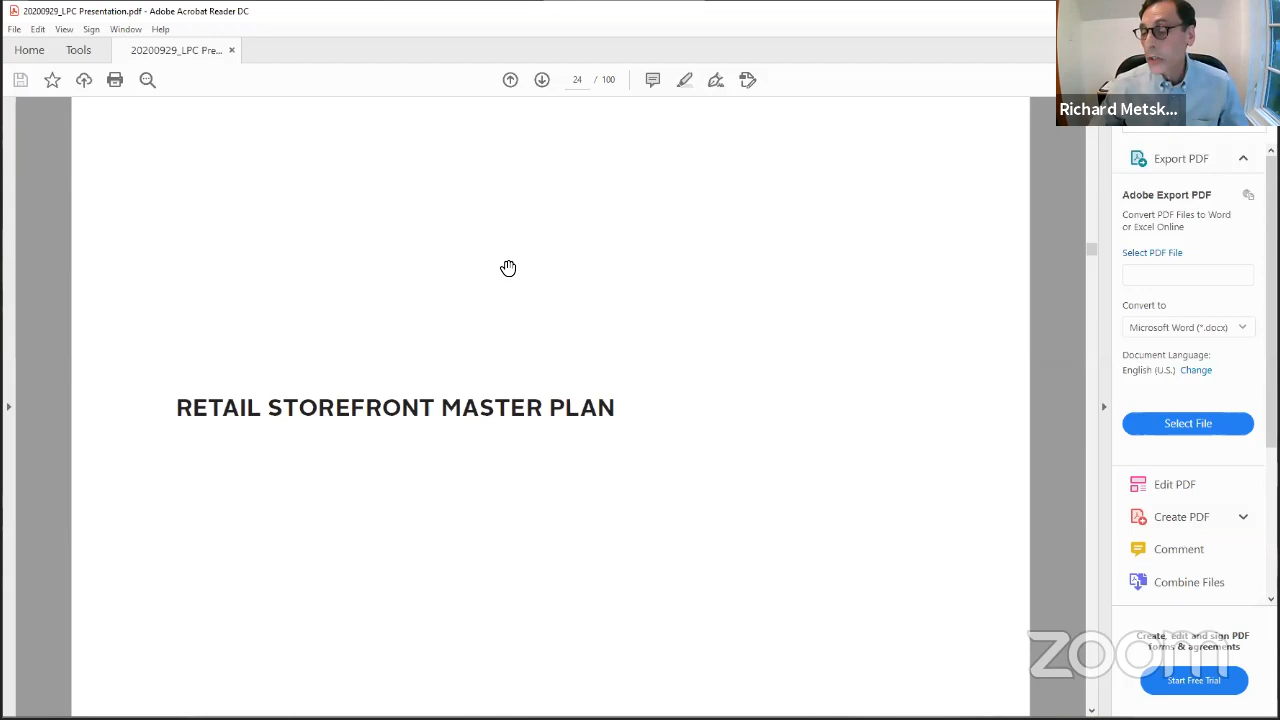 20200929_LPC Presentation.pdf - Adobe Acrobat Reader DC
File Edit View Sign Window Help
Home Tools 20200929_LPC Pre... ×
24 / 100
Richard Metsk...
RETAIL STOREFRONT MASTER PLAN
Export PDF
Adobe Export PDF
Convert PDF Files to Word
or Excel Online
Select PDF File
Convert to
Microsoft Word (*.docx)
Document Language:
English (U.S.) Change
Select File
Edit PDF
Create PDF
Comment
Combine Files
Create, edit and sign PDF
forms & agreements
Start Free Trial
zoom